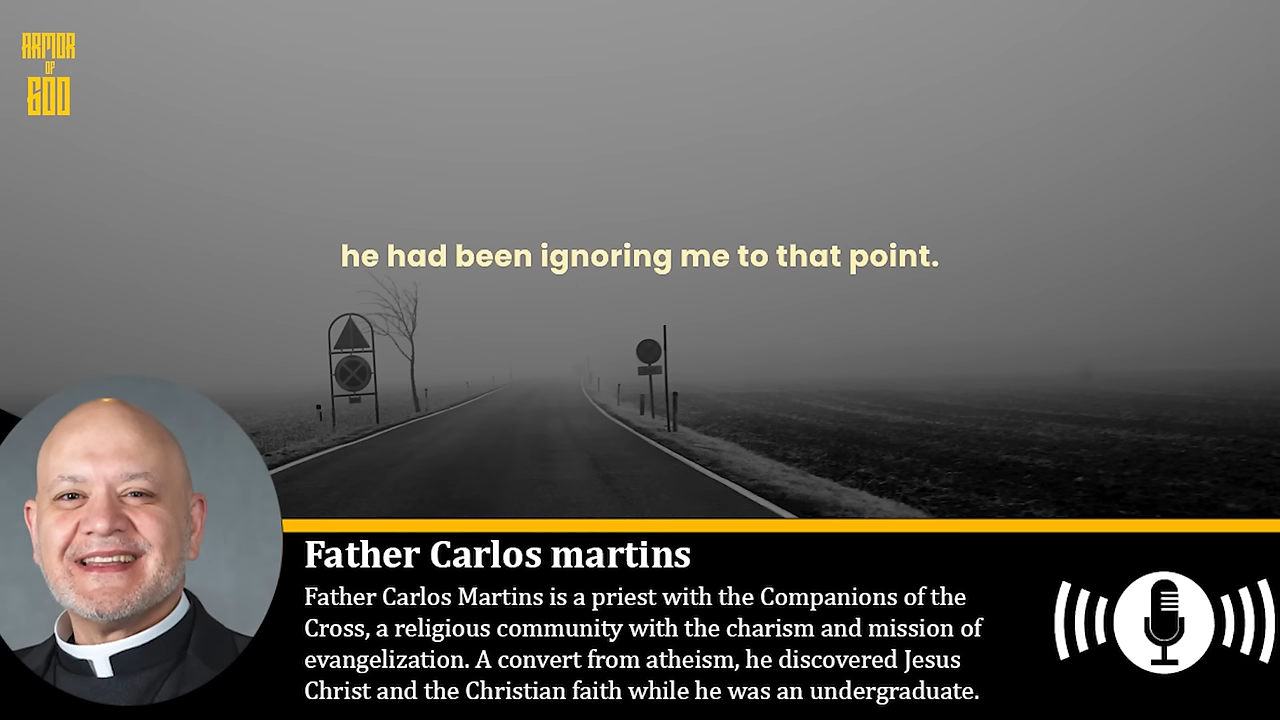 ARMOR
OF
GOD
he had been ignoring me to that point.
Father Carlos martins
Father Carlos Martins is a priest with the Companions of the
Cross, a religious community with the charism and mission of
evangelization. A convert from atheism, he discovered Jesus
Christ and the Christian faith while he was an undergraduate.